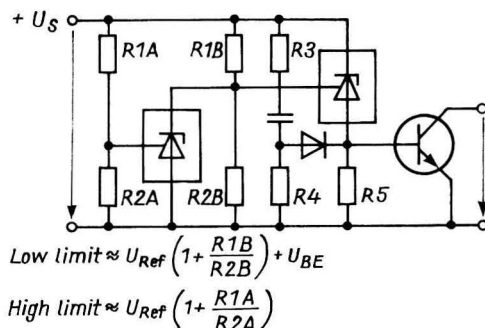 + U_S
R1A
R1B
R3
R2A
R2B
R4
R5
Low limit ≈ U_Ref (1 + R1B/R2B) + U_BE
High limit ≈ U_Ref (1 + R1A/R2A)